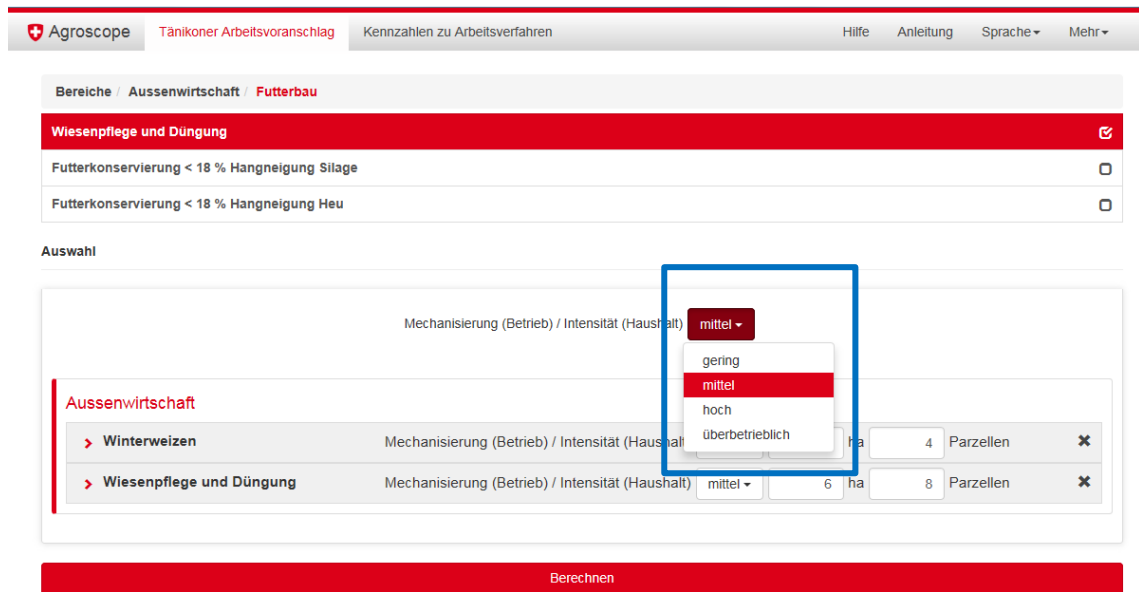 Agroscope Tänikoner Arbeitsvoranschlag Kennzahlen zu Arbeitsverfahren Hilfe Anleitung Sprache Mehr
Bereiche / Aussenwirtschaft / Futterbau
Wiesenpflege und Düngung
Futterkonservierung < 18 % Hangneigung Silage
Futterkonservierung < 18 % Hangneigung Heu
Auswahl
Mechanisierung (Betrieb) / Intensität (Haushalt) mittel
gering
mittel
hoch
überbetrieblich
Aussenwirtschaft
Winterweizen Mechanisierung (Betrieb) / Intensität ha 4 Parzellen
Wiesenpflege und Düngung Mechanisierung (Betrieb) / Intensität (Haushalt) mittel 6 ha 8 Parzellen
Berechnen